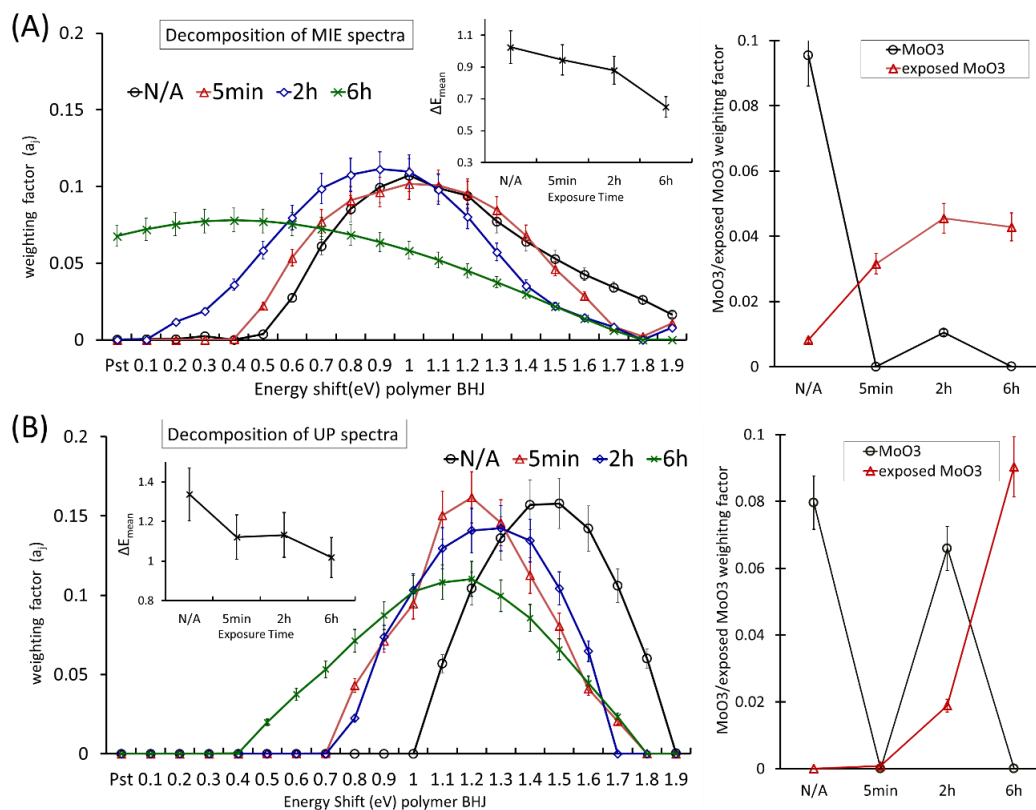 (A)
Decomposition of MIE spectra
N/A 5min 2h 6h
weighting factor (aj)
0.2
0.15
0.1
0.05
0
Pst 0.1 0.2 0.3 0.4 0.5 0.6 0.7 0.8 0.9 1 1.1 1.2 1.3 1.4 1.5 1.6 1.7 1.8 1.9
Energy shift(eV) polymer BHJ
ΔEmean
1.1
0.9
0.7
0.5
0.3
N/A 5min 2h 6h
Exposure Time
MoO3
exposed MoO3
MoO3/exposed MoO3 weighitng factor
0.1
0.08
0.06
0.04
0.02
0
N/A 5min 2h 6h
(B)
Decomposition of UP spectra
N/A 5min 2h 6h
weighting factor (aj)
0.2
0.15
0.1
0.05
0
Pst 0.1 0.2 0.3 0.4 0.5 0.6 0.7 0.8 0.9 1 1.1 1.2 1.3 1.4 1.5 1.6 1.7 1.8 1.9
Energy Shift (eV) polymer BHJ
ΔEmean
1.4
1.2
1
0.8
N/A 5min 2h 6h
Exposure Time
MoO3
exposed MoO3
MoO3/exposed MoO3 weighitng factor
0.1
0.08
0.06
0.04
0.02
0
N/A 5min 2h 6h